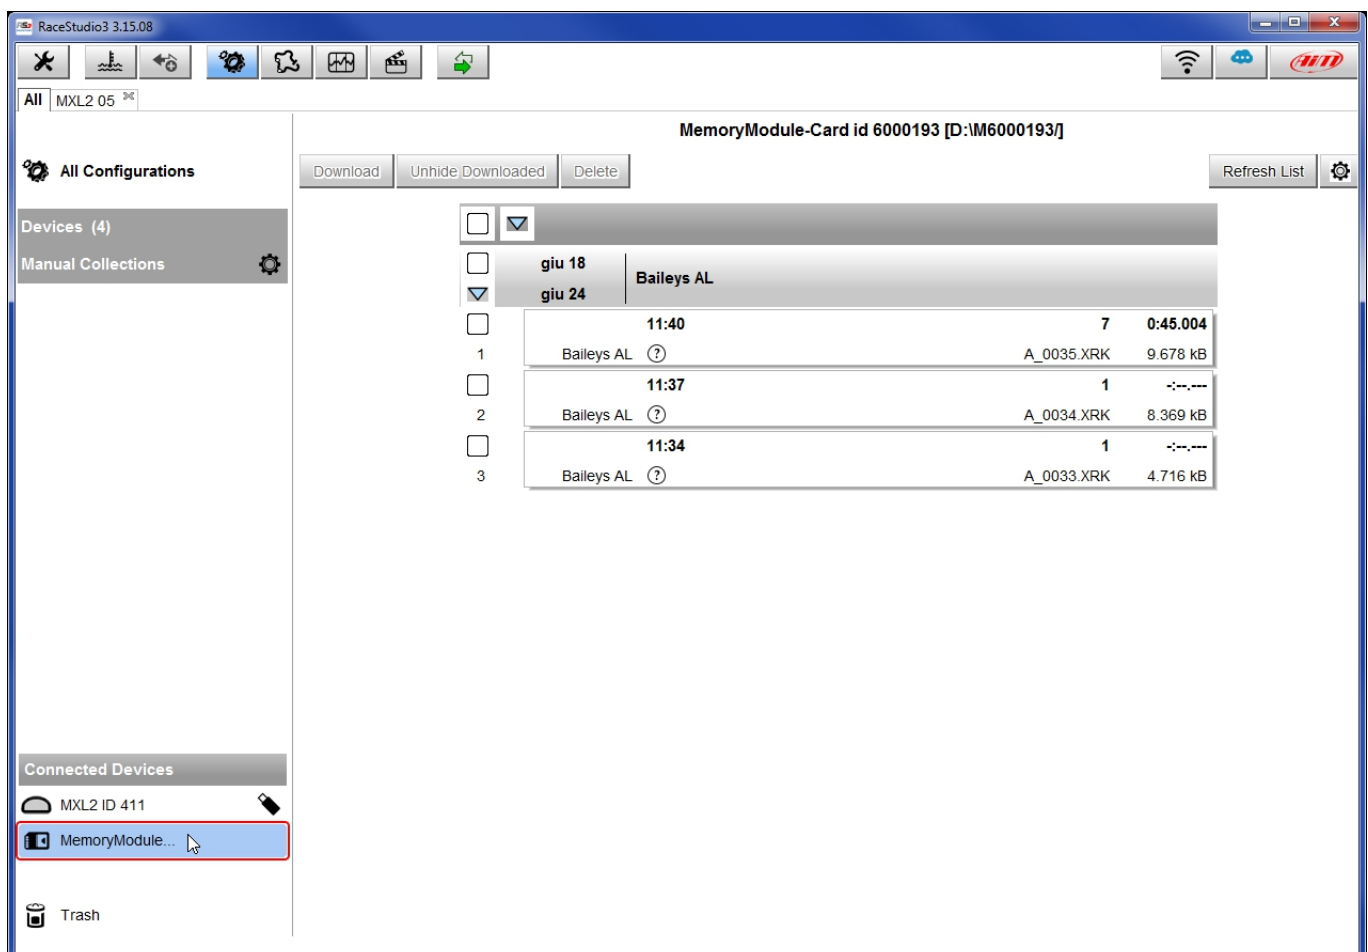 RaceStudio3 3.15.08
AiM
All MXL2 05
MemoryModule-Card id 6000193 [D:\M6000193/]
All Configurations
Download Unhide Downloaded Delete Refresh List
Devices (4)
Manual Collections
giu 18
Baileys AL
giu 24
11:40 7 0:45.004
1 Baileys AL ? A_0035.XRK 9.678 kB
11:37 1 -:--.---
2 Baileys AL ? A_0034.XRK 8.369 kB
11:34 1 -:--.---
3 Baileys AL ? A_0033.XRK 4.716 kB
Connected Devices
MXL2 ID 411
MemoryModule...
Trash